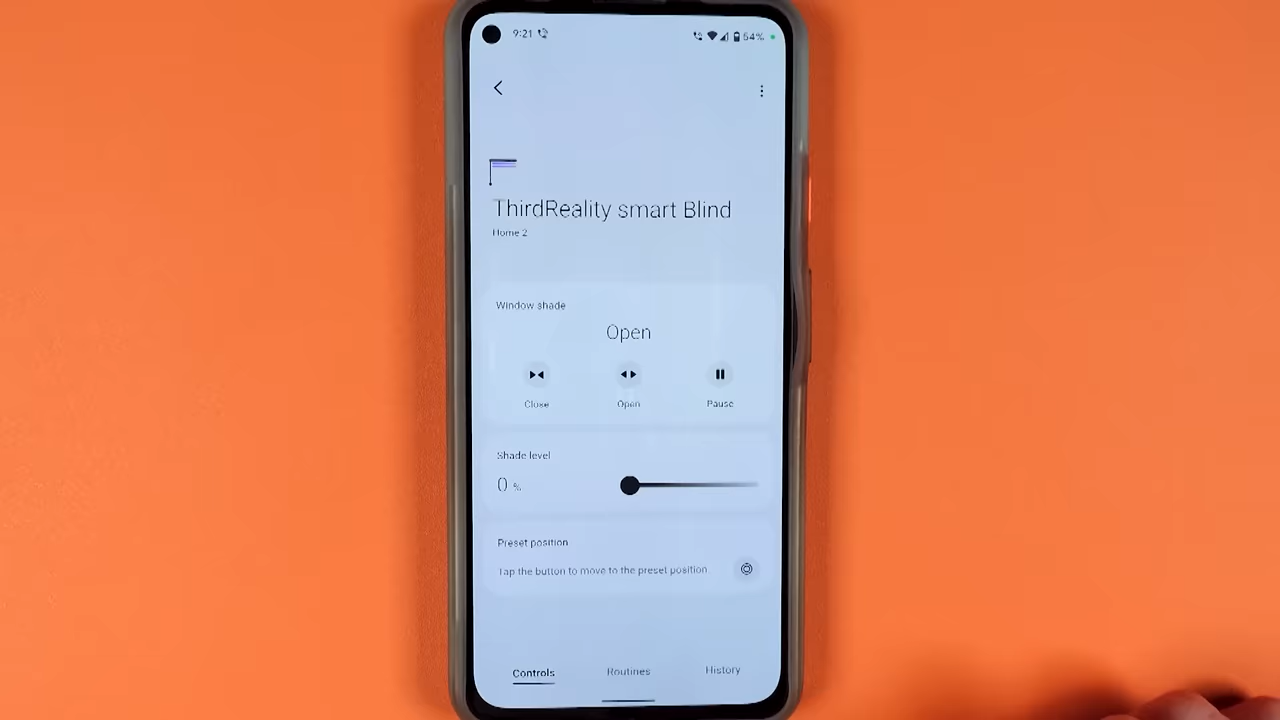 9:21
54%
ThirdReality smart Blind
Home 2
Window shade
Open
Close
Open
Pause
Shade level
0 %
Preset position
Tap the button to move to the preset position
Controls
Routines
History